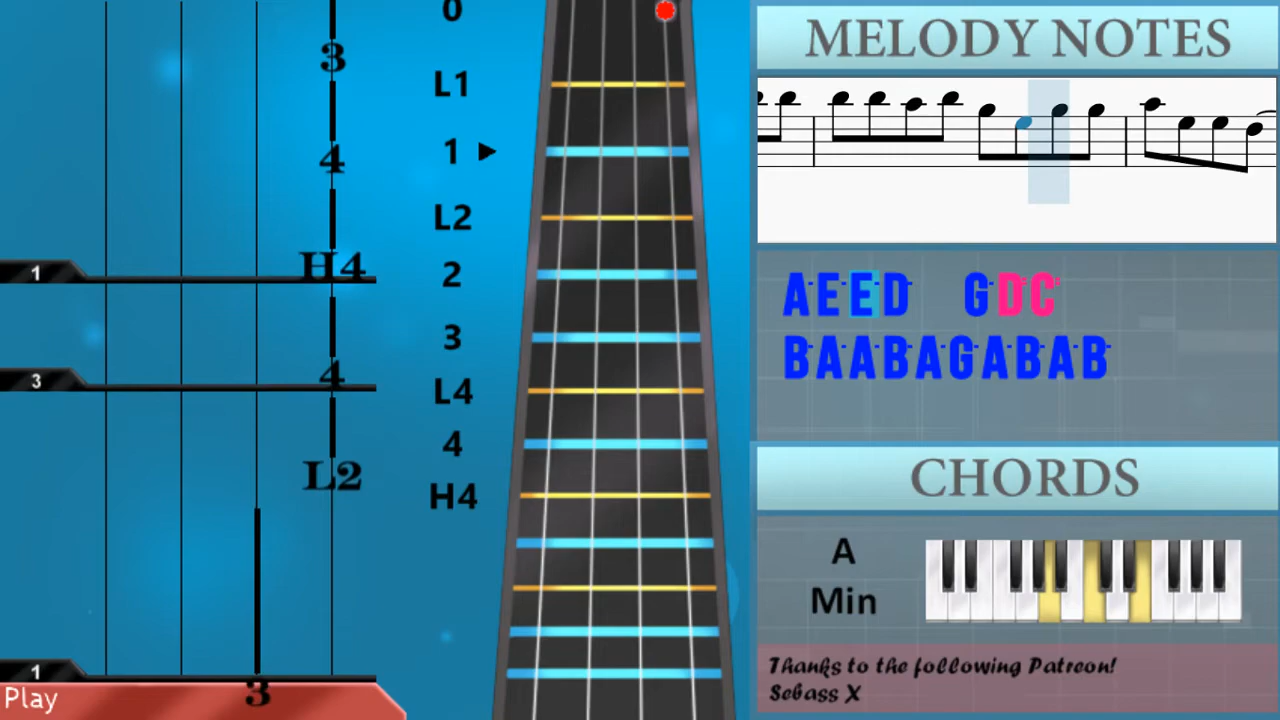 3
4
H4
1
4
3
L2
1
3
Play
0
L1
1
L2
2
3
L4
4
H4
MELODY NOTES
AEED GDC
BAABAGABAB
CHORDS
A
Min
Thanks to the following Patreon!
Sebass X